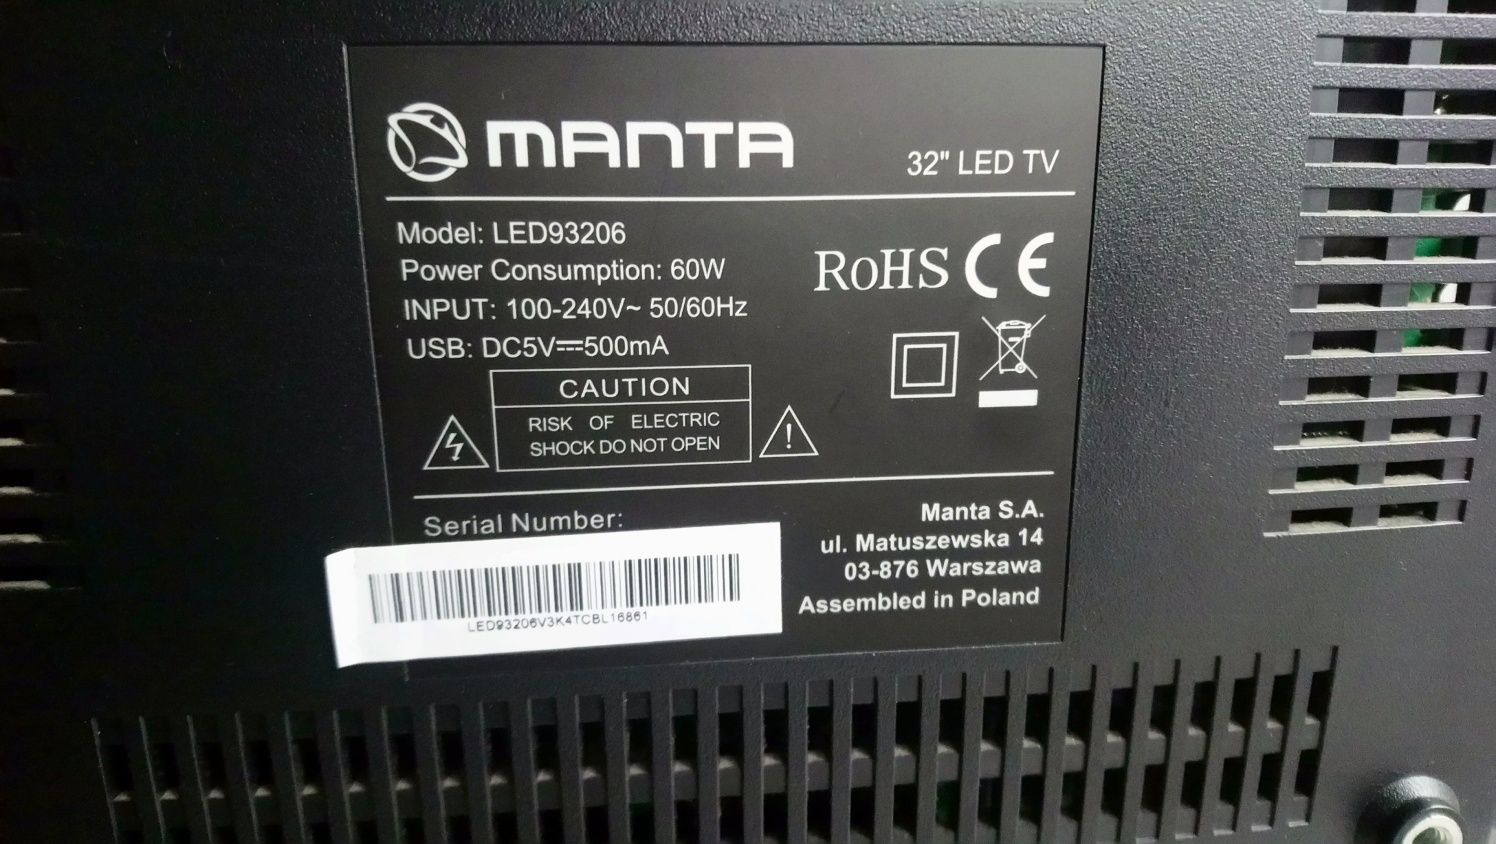 MANTA
32" LED TV
Model: LED93206
Power Consumption: 60W
INPUT: 100-240V~ 50/60Hz
USB: DC5V⎓500mA
RoHS CE
CAUTION
RISK OF ELECTRIC
SHOCK DO NOT OPEN
Serial Number:
LED93206V3K4TCBL16861
Manta S.A.
ul. Matuszewska 14
03-876 Warszawa
Assembled in Poland